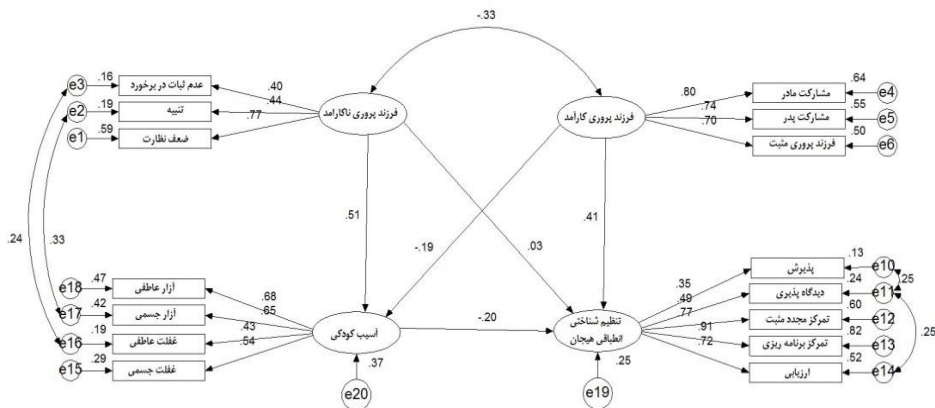 -.33
e3
.16
عدم ثبات در برخورد
.40
e2
.19
تنبیه
.44
e1
.59
ضعف نظارت
.77
فرزند پروری ناکارآمد
فرزند پروری کارآمد
.80
مشارکت مادر
.64
e4
.74
مشارکت پدر
.55
e5
.70
فرزند پروری مثبت
.50
e6
.24
.33
.51
-.19
.03
.41
e18
.47
آزار عاطفی
.68
e17
.42
آزار جسمی
.65
e16
.19
غفلت عاطفی
.43
e15
.29
غفلت جسمی
.54
آسیب کودکی
.37
e20
-.20
تنظیم شناختی
انطباقی هیجان
.25
e19
.35
پذیرش
.13
e10
.49
دیدگاه پذیری
.24
e11
.25
.77
تمرکز مجدد مثبت
.60
e12
.91
تمرکز برنامه ریزی
.82
e13
.72
ارزیابی
.52
e14
.25